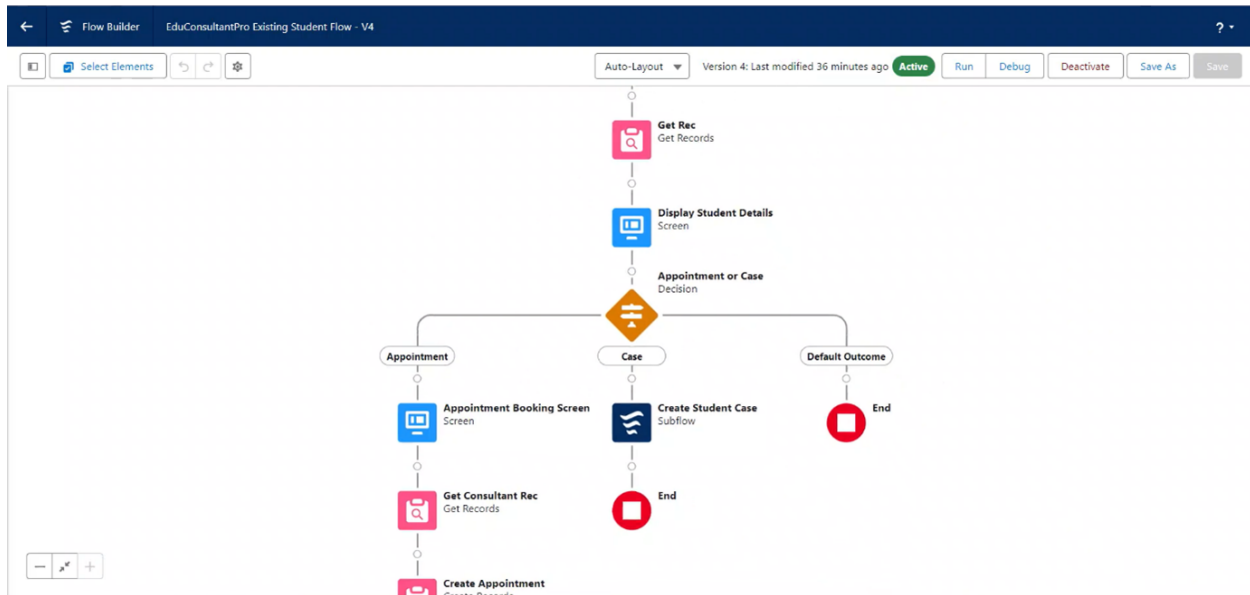 Flow Builder
EduConsultantPro Existing Student Flow - V4
?
Select Elements
Auto-Layout
Version 4: Last modified 36 minutes ago
Active
Run
Debug
Deactivate
Save As
Save
Get Rec
Get Records
Display Student Details
Screen
Appointment or Case
Decision
Appointment
Case
Default Outcome
Appointment Booking Screen
Screen
Create Student Case
Subflow
End
Get Consultant Rec
Get Records
End
Create Appointment
Create Records